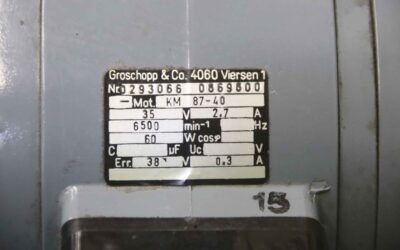 Groschopp & Co. 4060 Viersen 1
Nr. 0293066 0869800
– Mot. KM 87-40
35 V 2,7 A
6500 min-¹ Hz
60 W cosφ
C µF Uc V
Err. 38 V 0,3 A
15